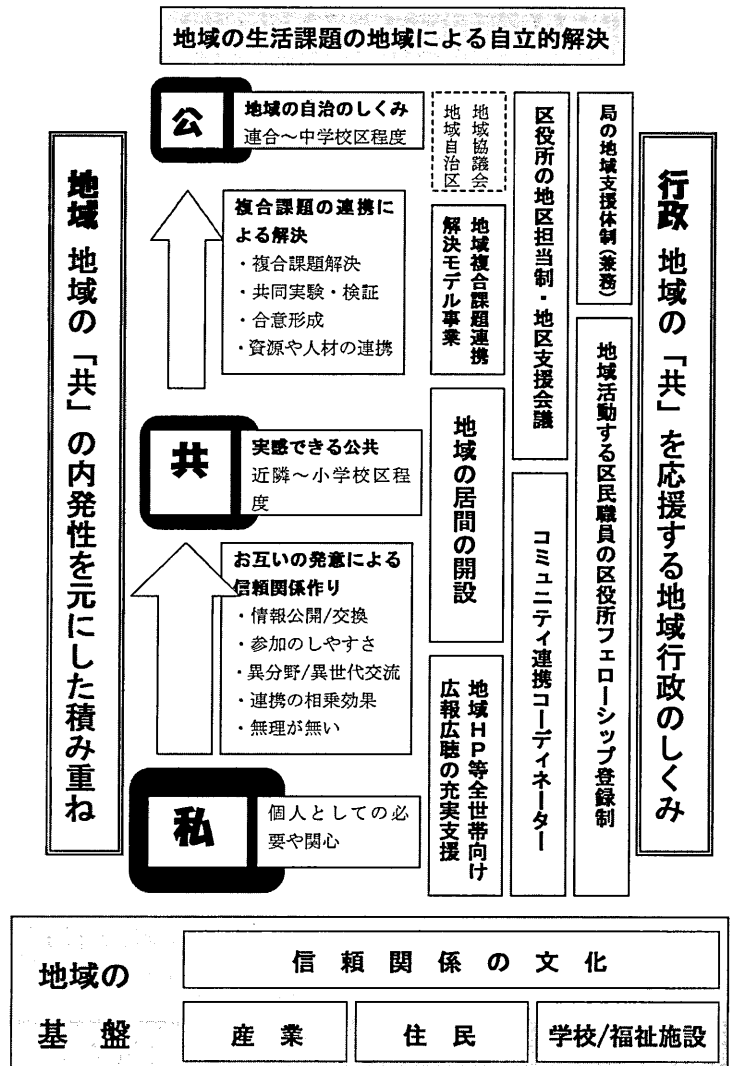 地域の生活課題の地域による自立的解決
地域 地域の「共」の内発性を元にした積み重ね
公
地域の自治のしくみ
連合～中学校区程度
複合課題の連携に
よる解決
・複合課題解決
・共同実験・検証
・合意形成
・資源や人材の連携
共
実感できる公共
近隣～小学校区程
度
お互いの発意による
信頼関係作り
・情報公開/交換
・参加のしやすさ
・異分野/異世代交流
・連携の相乗効果
・無理が無い
私
個人としての必
要や関心
地域協議会
地域自治区
地域複合課題連携
解決モデル事業
地域の居間の開設
地域HP等全世帯向け
広報広聴の充実支援
区役所の地区担当制・地区支援会議
コミュニティ連携コーディネーター
局の地域支援体制（兼務）
地域活動する区民職員の区役所フェローシップ登録制
行政 地域の「共」を応援する地域行政のしくみ
地域の
基 盤
信 頼 関 係 の 文 化
産 業
住 民
学校/福祉施設